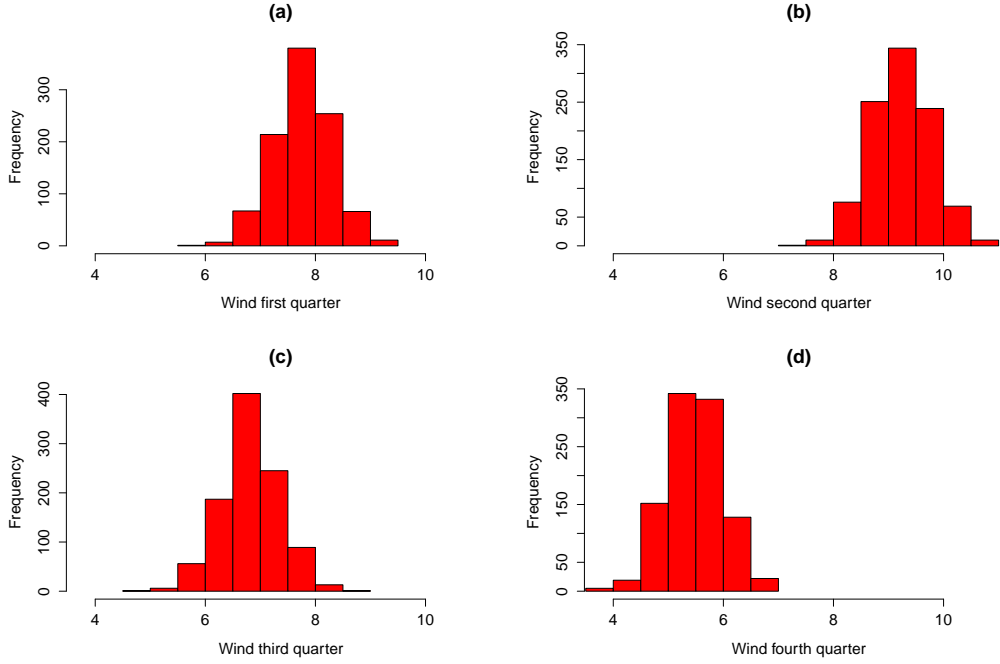 (a)
Frequency
0 100 200 300
4 6 8 10
Wind first quarter
(b)
Frequency
0 50 150 250 350
4 6 8 10
Wind second quarter
(c)
Frequency
0 100 200 300 400
4 6 8 10
Wind third quarter
(d)
Frequency
0 50 150 250 350
4 6 8 10
Wind fourth quarter